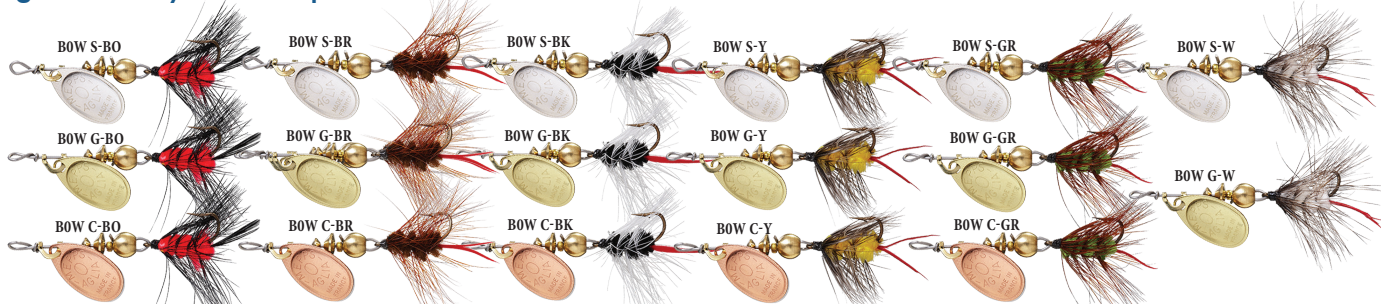 B0W S-BO
B0W S-BR
B0W S-BK
B0W S-Y
B0W S-GR
B0W S-W
B0W G-BO
B0W G-BR
B0W G-BK
B0W G-Y
B0W G-GR
B0W G-W
B0W C-BO
B0W C-BR
B0W C-BK
B0W C-Y
B0W C-GR